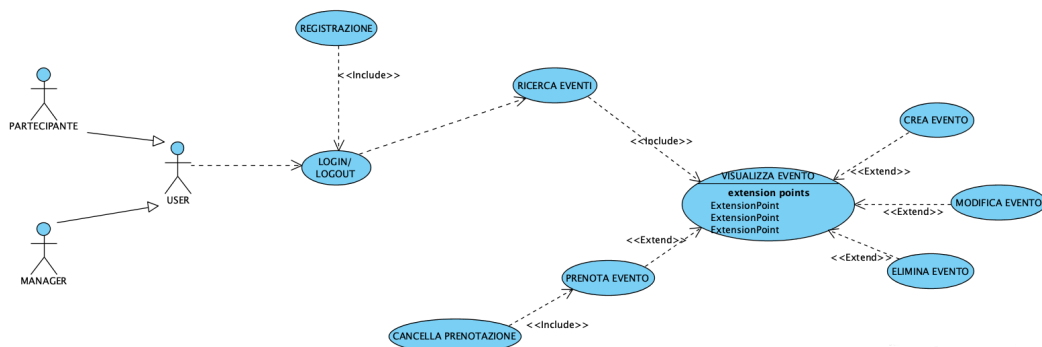 REGISTRAZIONE
<<Include>>
RICERCA EVENTI
PARTECIPANTE
CREA EVENTO
<<Include>>
LOGIN/
LOGOUT
<<Extend>>
VISUALIZZA EVENTO
extension points
ExtensionPoint
ExtensionPoint
ExtensionPoint
USER
MODIFICA EVENTO
<<Extend>>
<<Extend>>
<<Extend>>
MANAGER
PRENOTA EVENTO
ELIMINA EVENTO
<<Include>>
CANCELLA PRENOTAZIONE